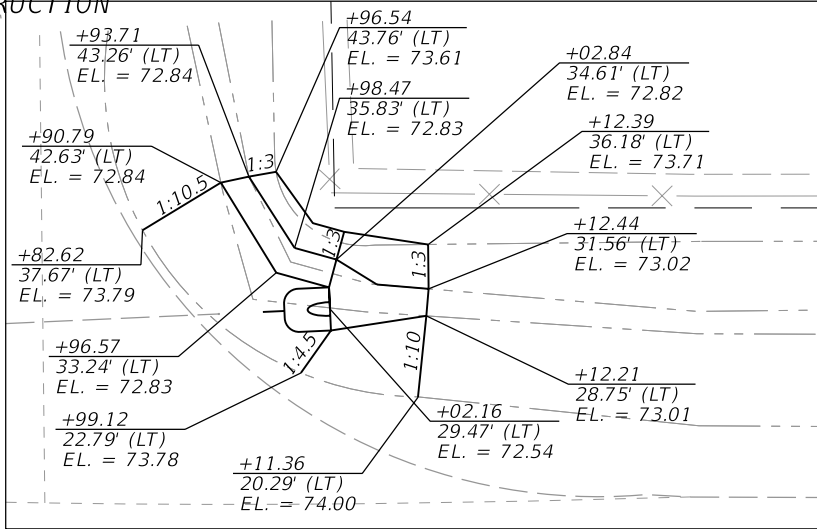 +93.71
43.26' (LT)
EL. = 72.84
+96.54
43.76' (LT)
EL. = 73.61
+98.47
35.83' (LT)
EL. = 72.83
+02.84
34.61' (LT)
EL. = 72.82
+12.39
36.18' (LT)
EL. = 73.71
+90.79
42.63' (LT)
EL. = 72.84
1:3
1:10.5
1:3
1:3
+12.44
31.56' (LT)
EL. = 73.02
+82.62
37.67' (LT)
EL. = 73.79
1:4.5
1:10
+96.57
33.24' (LT)
EL. = 72.83
+12.21
28.75' (LT)
EL. = 73.01
+99.12
22.79' (LT)
EL. = 73.78
+02.16
29.47' (LT)
EL. = 72.54
+11.36
20.29' (LT)
EL. = 74.00